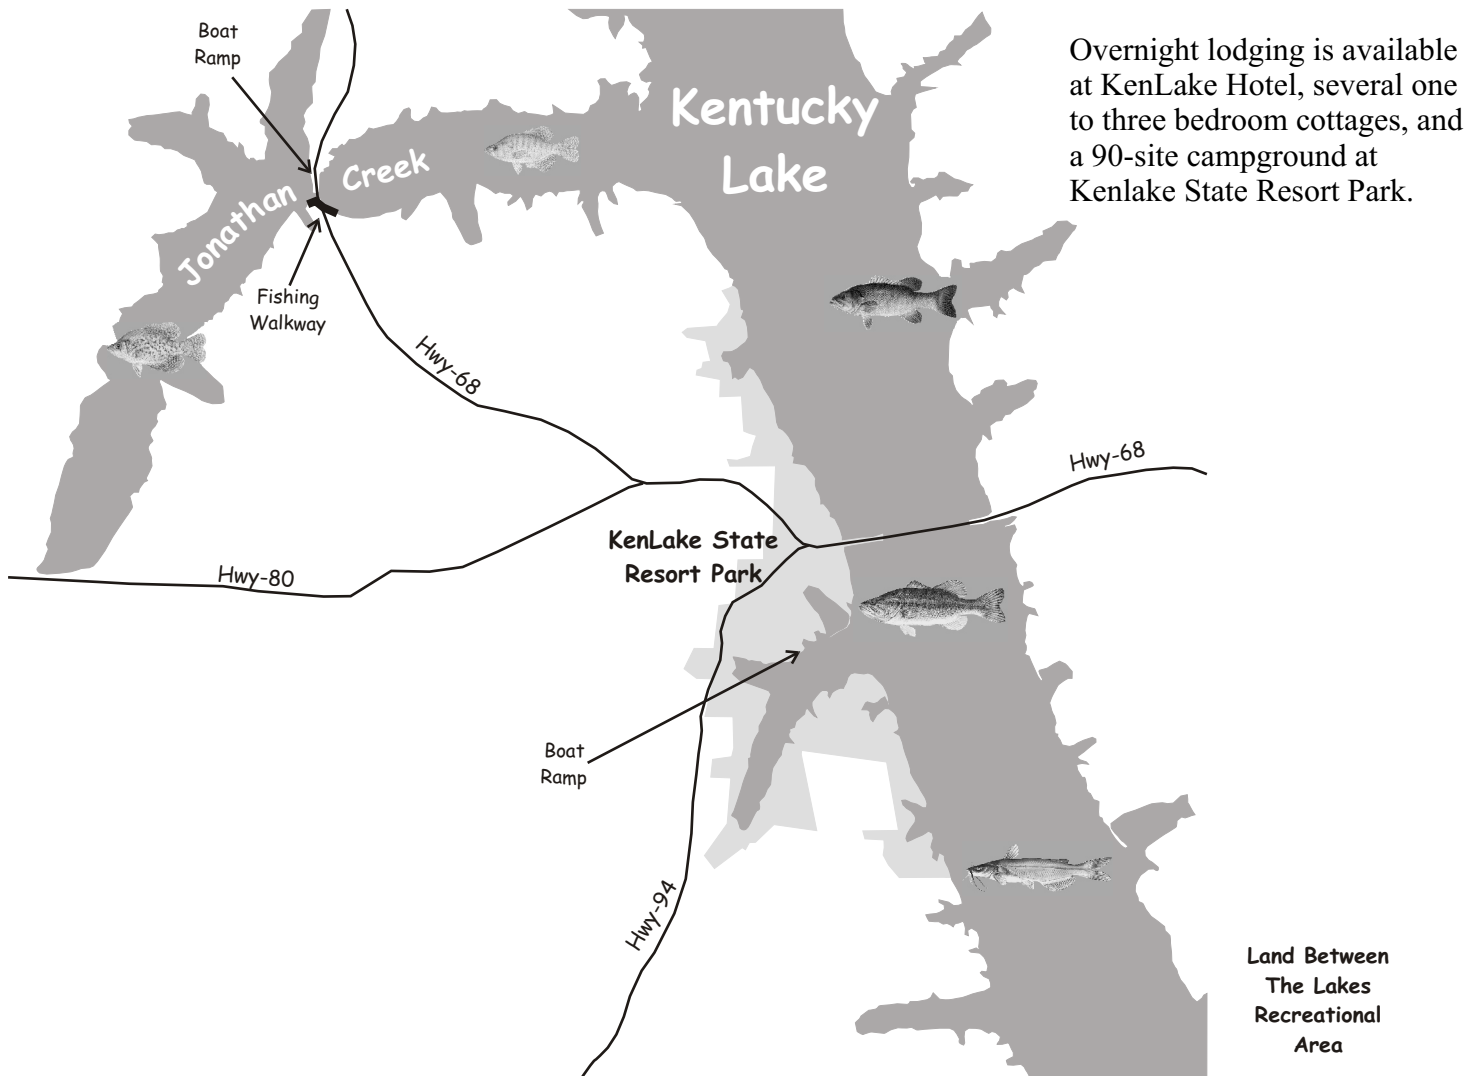 Boat
Ramp
Kentucky
Lake
Overnight lodging is available
at KenLake Hotel, several one
to three bedroom cottages, and
a 90-site campground at
Kenlake State Resort Park.
Jonathan Creek
Fishing
Walkway
Hwy-68
Hwy-68
KenLake State
Resort Park
Hwy-80
Boat
Ramp
Hwy-94
Land Between
The Lakes
Recreational
Area